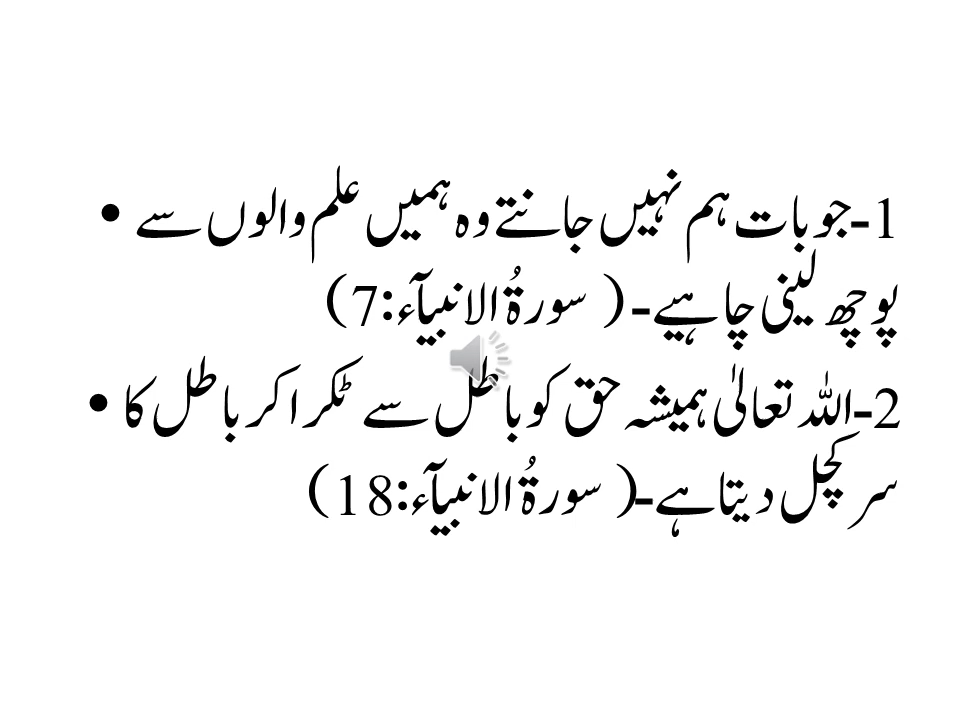 1-جو بات ہم نہیں جانتے وہ ہمیں علم والوں سے •
پوچھ لینی چاہیے-( سورۃُ الانبیآء:7)
2-اللہ تعالیٰ ہمیشہ حق کو باطل سے ٹکرا کر باطل کا •
سر کچل دیتا ہے-( سورۃُ الانبیآء:18)